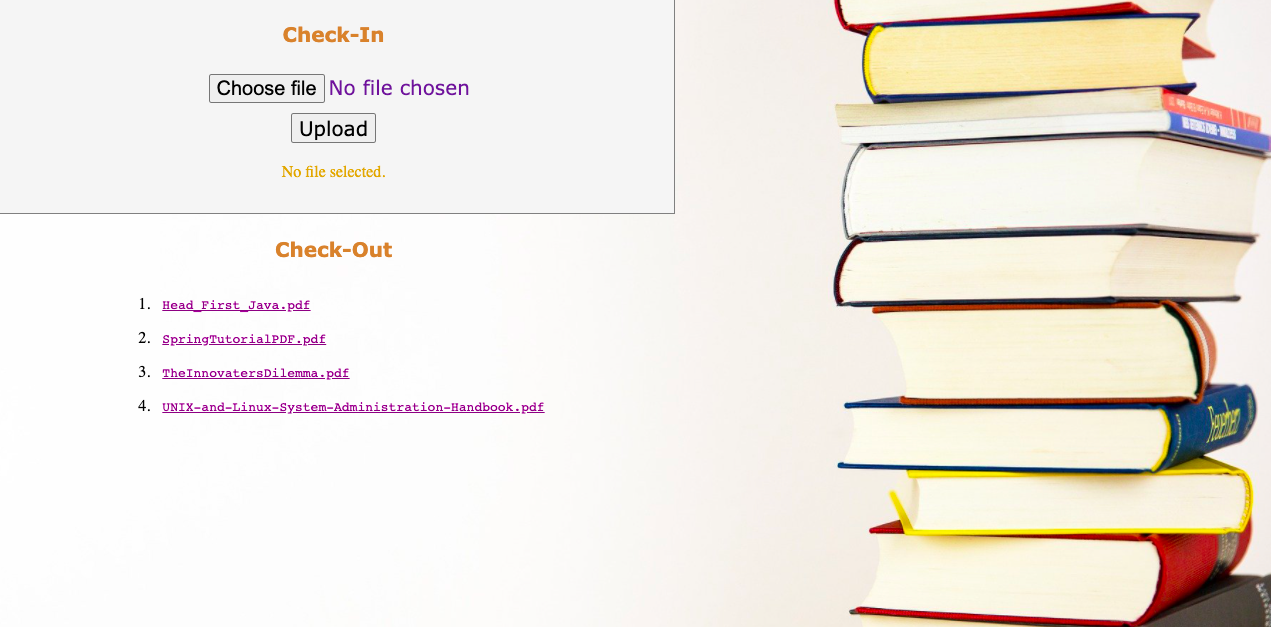 Check-In
Choose file No file chosen
Upload
No file selected.
Check-Out
1. Head_First_Java.pdf
2. SpringTutorialPDF.pdf
3. TheInnovatersDilemma.pdf
4. UNIX-and-Linux-System-Administration-Handbook.pdf